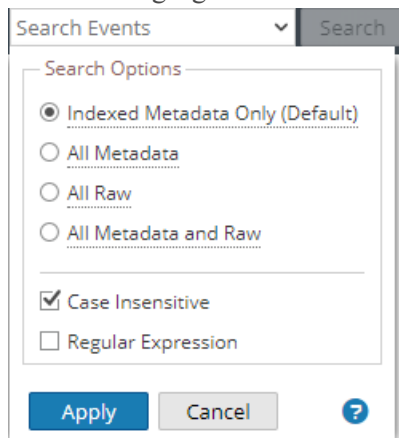 Search Events Search
Search Options
Indexed Metadata Only (Default)
All Metadata
All Raw
All Metadata and Raw
Case Insensitive
Regular Expression
Apply Cancel ?